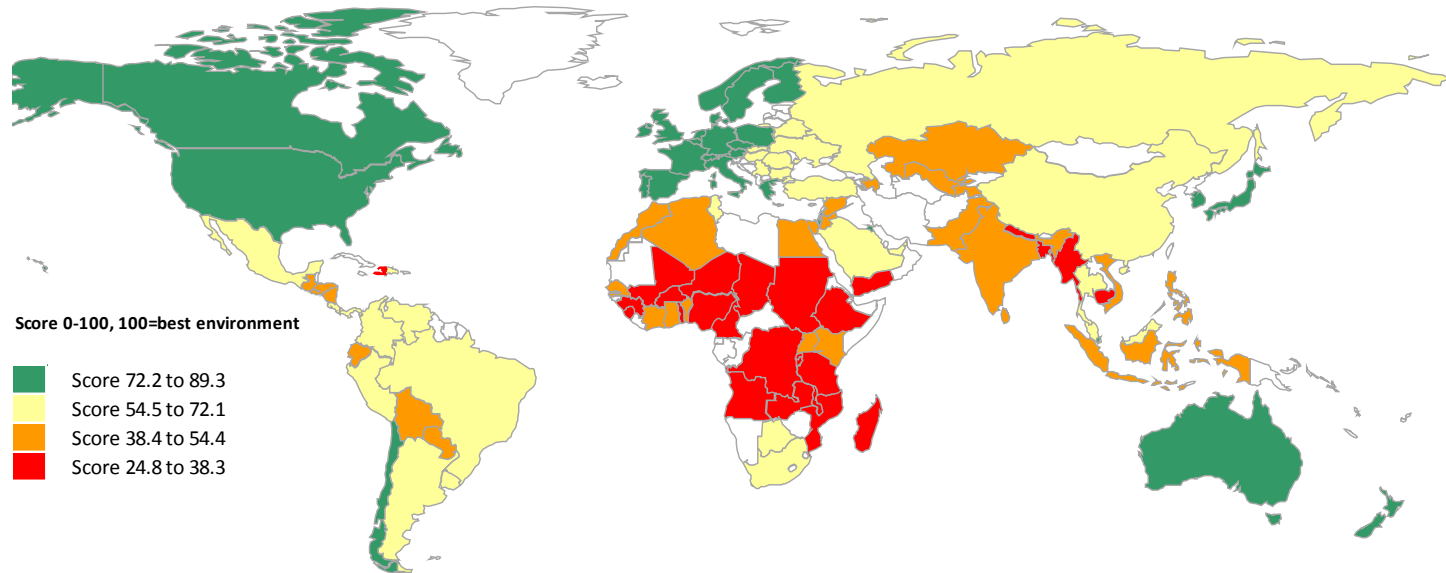 Score 0-100, 100=best environment
Score 72.2 to 89.3
Score 54.5 to 72.1
Score 38.4 to 54.4
Score 24.8 to 38.3